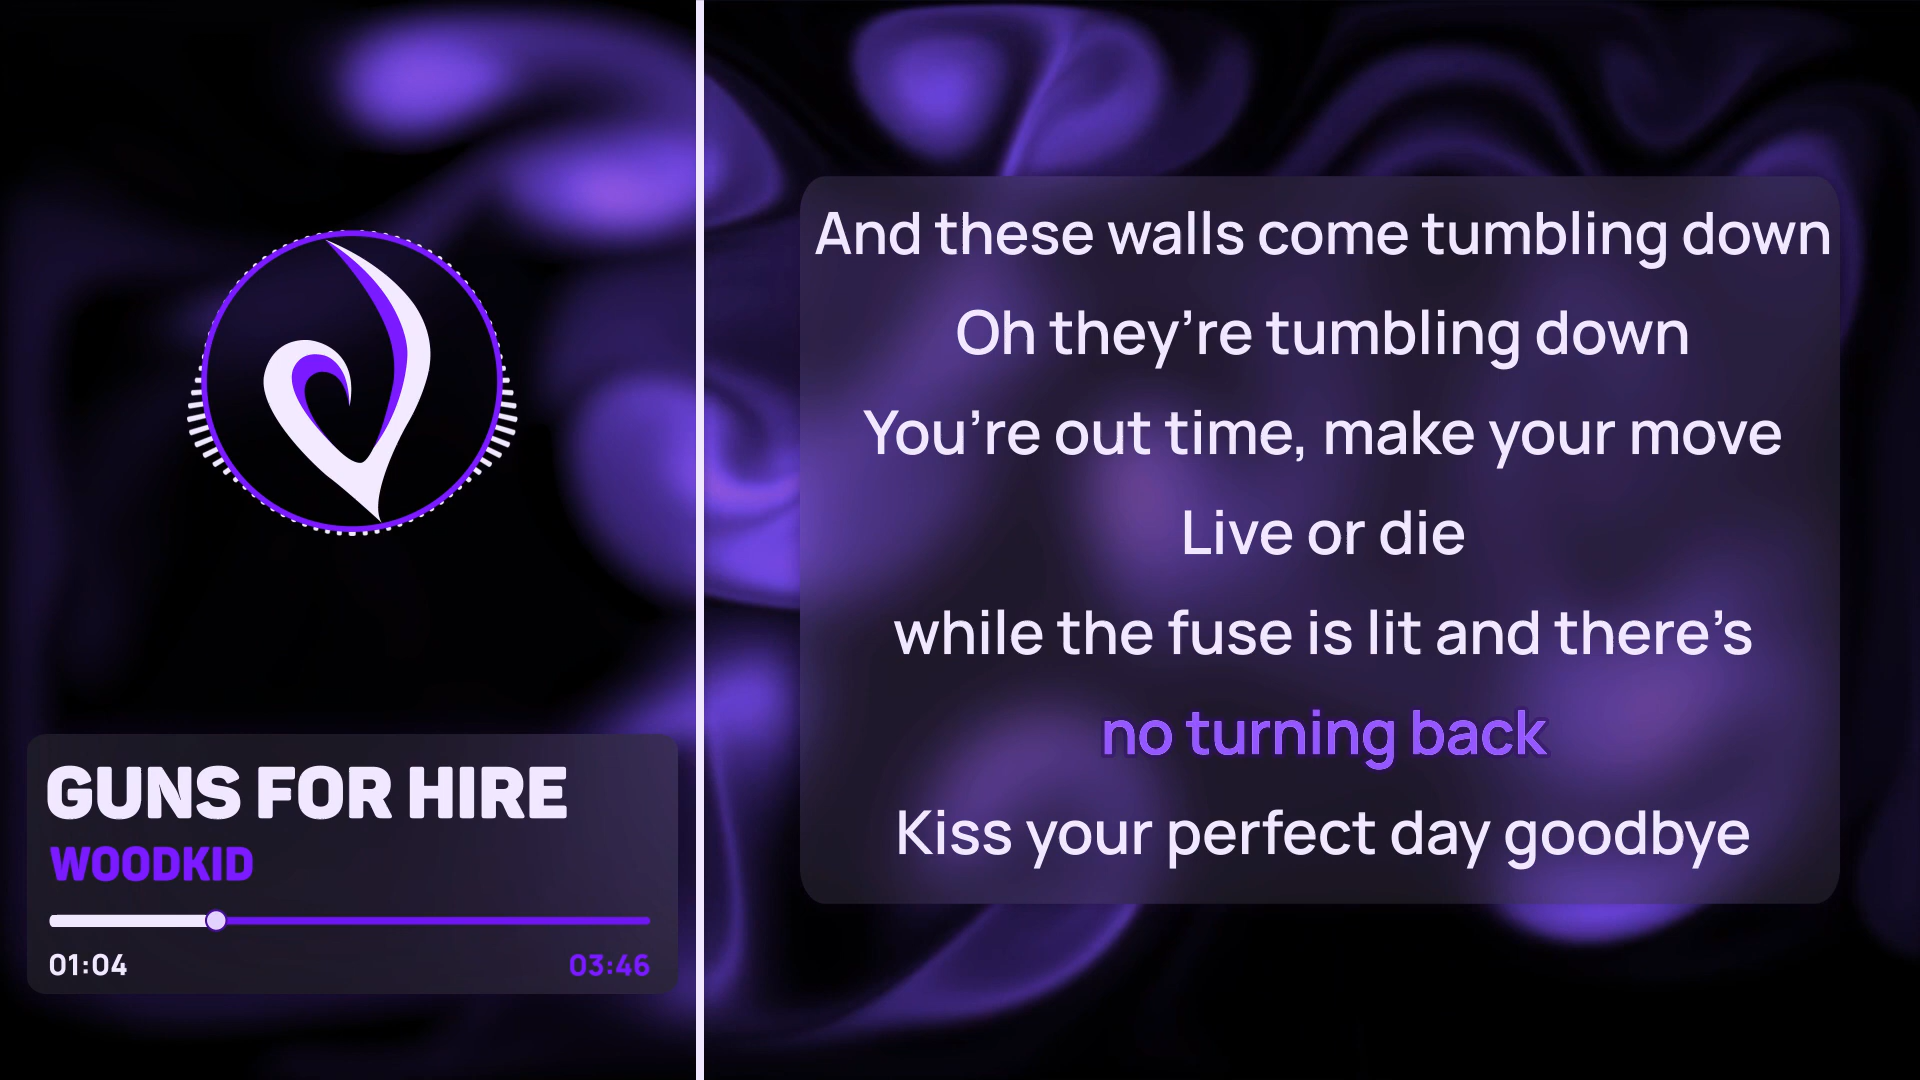 GUNS FOR HIRE
WOODKID
01:04
03:46
And these walls come tumbling down
Oh they’re tumbling down
You’re out time, make your move
Live or die
while the fuse is lit and there’s
no turning back
Kiss your perfect day goodbye